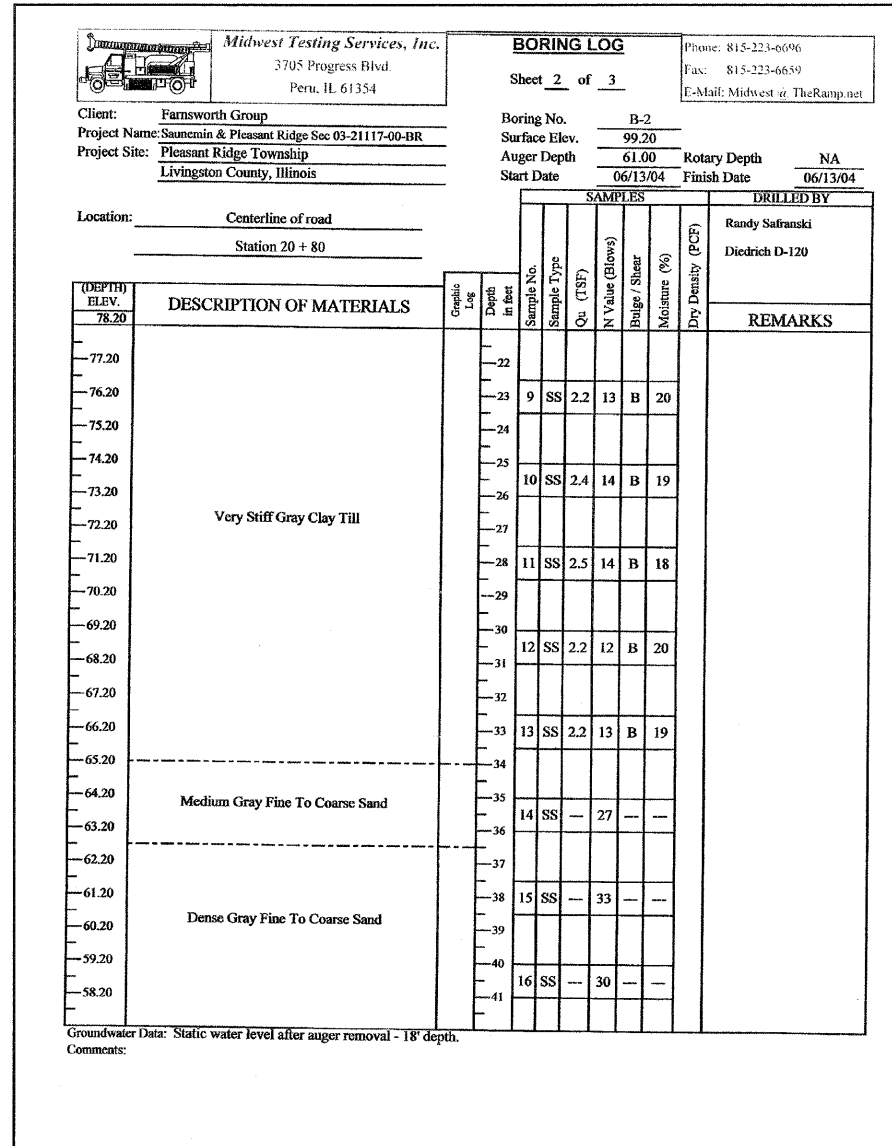 Midwest Testing Services, Inc.
3705 Progress Blvd.
Peru, IL 61354
BORING LOG
Sheet 2 of 3
Phone: 815-223-6696
Fax: 815-223-6659
E-Mail: Midwest @ TheRamp.net
Client: Farnsworth Group
Project Name: Saunemin & Pleasant Ridge Sec 03-21117-00-BR
Project Site: Pleasant Ridge Township
Livingston County, Illinois
Boring No. B-2
Surface Elev. 99.20
Auger Depth 61.00 Rotary Depth NA
Start Date 06/13/04 Finish Date 06/13/04
Location: Centerline of road
Station 20 + 80
SAMPLES
DRILLED BY
Randy Safranski
Diedrich D-120
(DEPTH)
ELEV.
78.20
DESCRIPTION OF MATERIALS
Graphic Log
Depth in feet
Sample No.
Sample Type
Qu (TSF)
N Value (Blows)
Bulge / Shear
Moisture (%)
Dry Density (PCF)
REMARKS
77.20 22
76.20 23 9 SS 2.2 13 B 20
75.20 24
74.20 25
10 SS 2.4 14 B 19
73.20 26
Very Stiff Gray Clay Till
72.20 27
71.20 28 11 SS 2.5 14 B 18
70.20 29
69.20 30
12 SS 2.2 12 B 20
68.20 31
67.20 32
66.20 33 13 SS 2.2 13 B 19
65.20 34
64.20 35
Medium Gray Fine To Coarse Sand
14 SS --- 27 --- ---
63.20 36
62.20 37
61.20 38 15 SS --- 33 --- ---
Dense Gray Fine To Coarse Sand
60.20 39
59.20 40
16 SS --- 30 --- ---
58.20 41
Groundwater Data: Static water level after auger removal - 18' depth.
Comments: